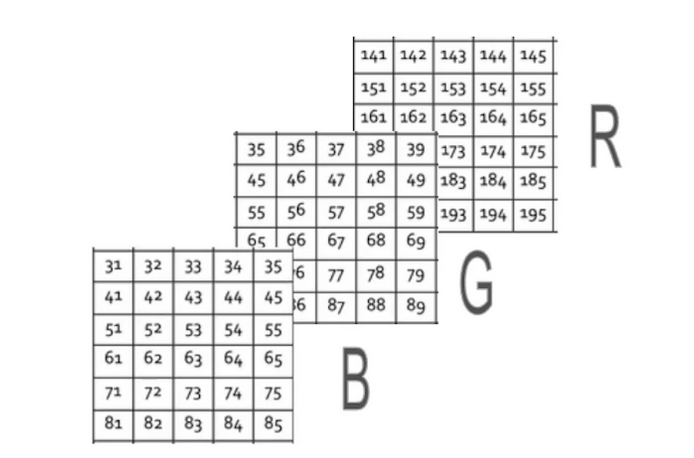 141 142 143 144 145
151 152 153 154 155
161 162 163 164 165
173 174 175
183 184 185
193 194 195
R
35 36 37 38 39
45 46 47 48 49
55 56 57 58 59
65 66 67 68 69
77 78 79
87 88 89
G
31 32 33 34 35
41 42 43 44 45
51 52 53 54 55
61 62 63 64 65
71 72 73 74 75
81 82 83 84 85
B